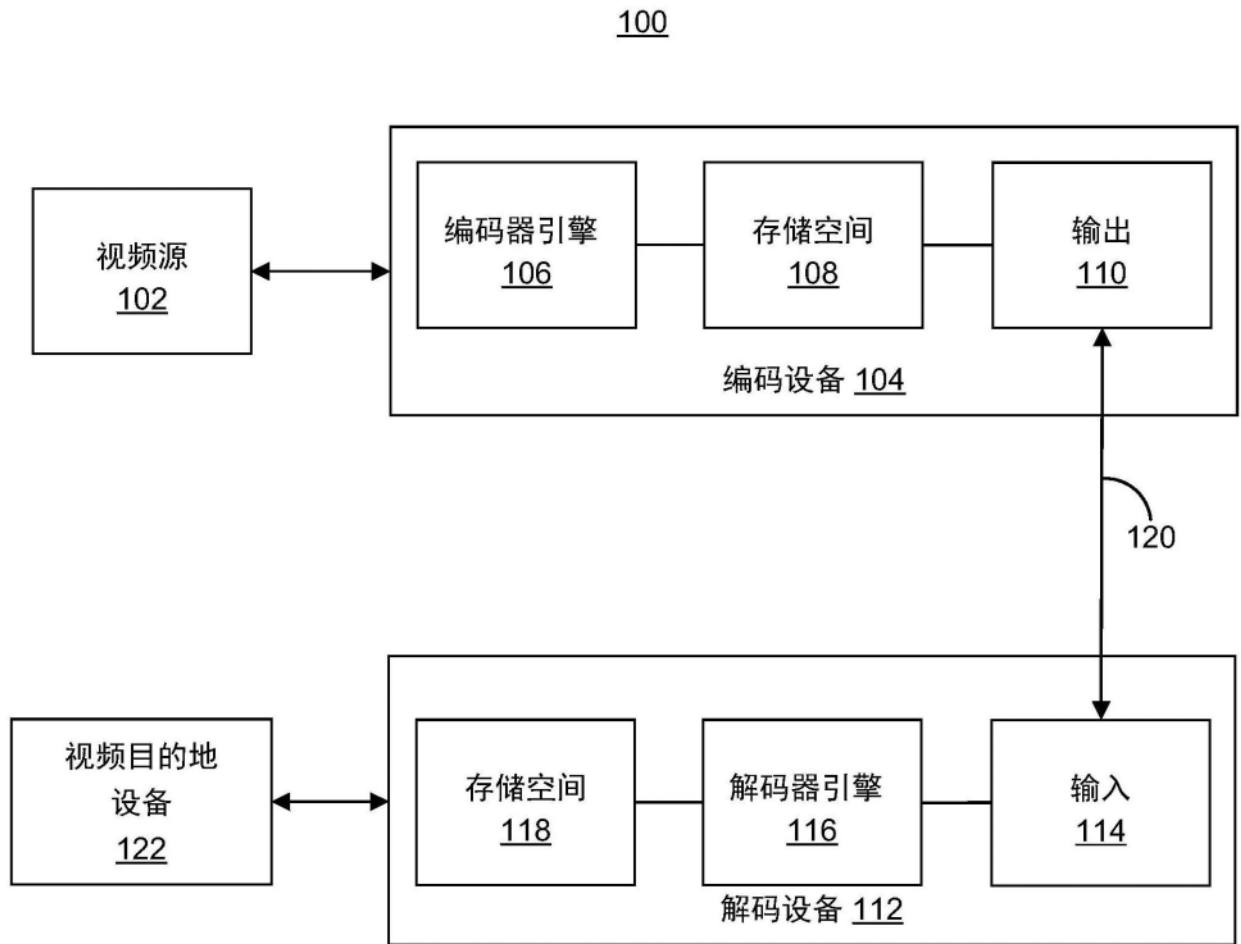 100
视频源
102
编码器引擎
106
存储空间
108
输出
110
编码设备 104
120
视频目的地
设备
122
存储空间
118
解码器引擎
116
输入
114
解码设备 112